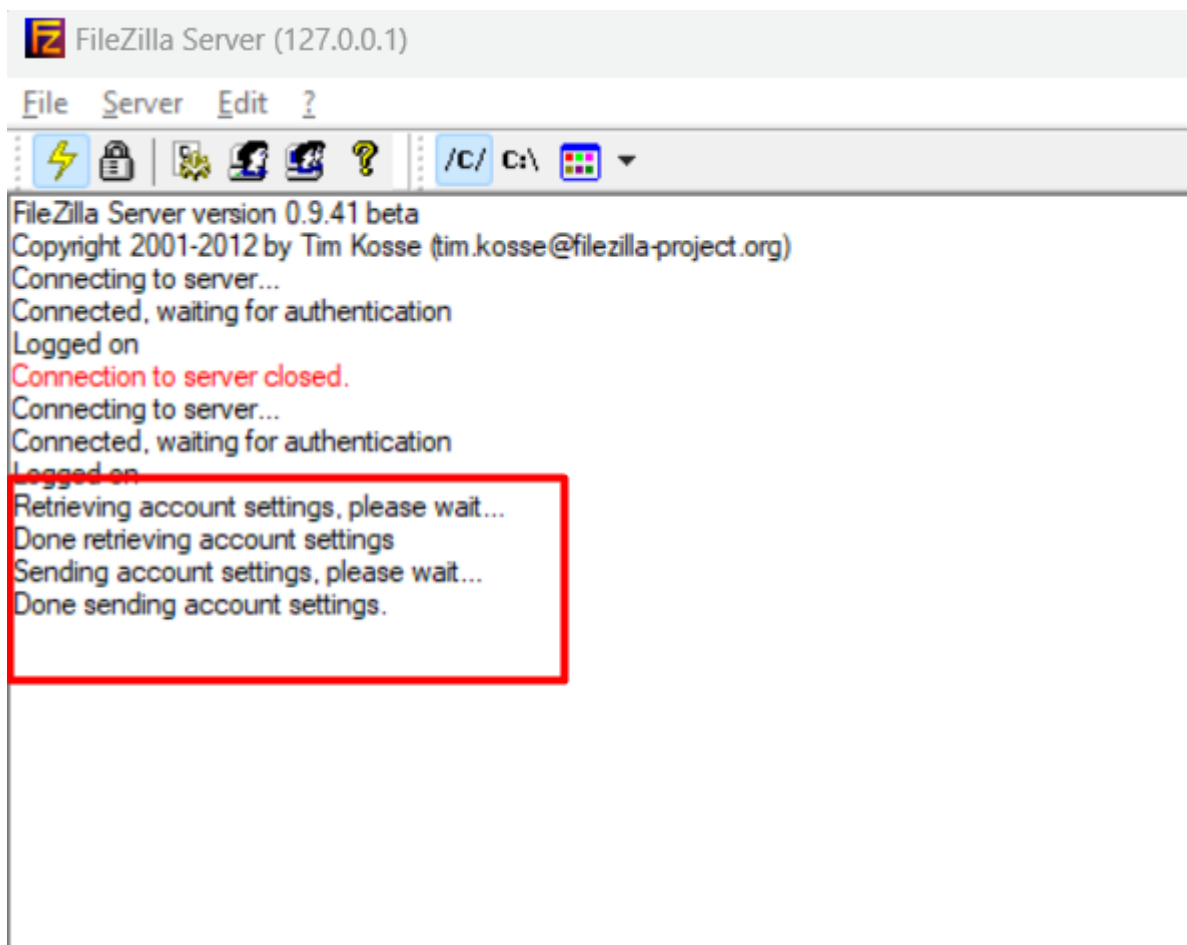 FileZilla Server (127.0.0.1)
File Server Edit ?
/C/ C:\
FileZilla Server version 0.9.41 beta
Copyright 2001-2012 by Tim Kosse (tim.kosse@filezilla-project.org)
Connecting to server...
Connected, waiting for authentication
Logged on
Connection to server closed.
Connecting to server...
Connected, waiting for authentication
Logged on
Retrieving account settings, please wait...
Done retrieving account settings
Sending account settings, please wait...
Done sending account settings.